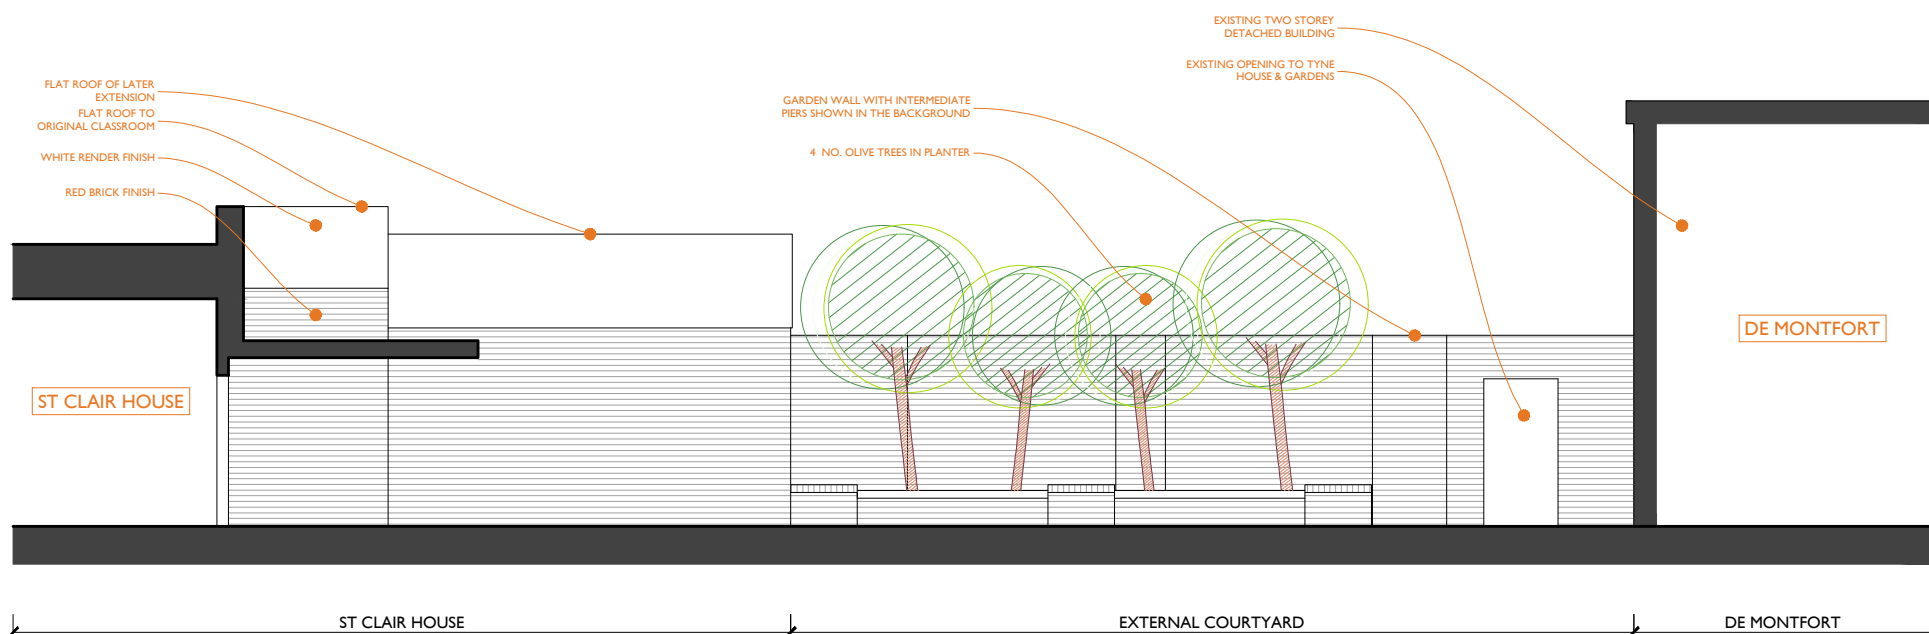 EXISTING TWO STOREY
DETACHED BUILDING
EXISTING OPENING TO TYNE
HOUSE & GARDENS
FLAT ROOF OF LATER
EXTENSION
FLAT ROOF TO
ORIGINAL CLASSROOM
WHITE RENDER FINISH
RED BRICK FINISH
GARDEN WALL WITH INTERMEDIATE
PIERS SHOWN IN THE BACKGROUND
4 NO. OLIVE TREES IN PLANTER
ST CLAIR HOUSE
DE MONTFORT
ST CLAIR HOUSE
EXTERNAL COURTYARD
DE MONTFORT